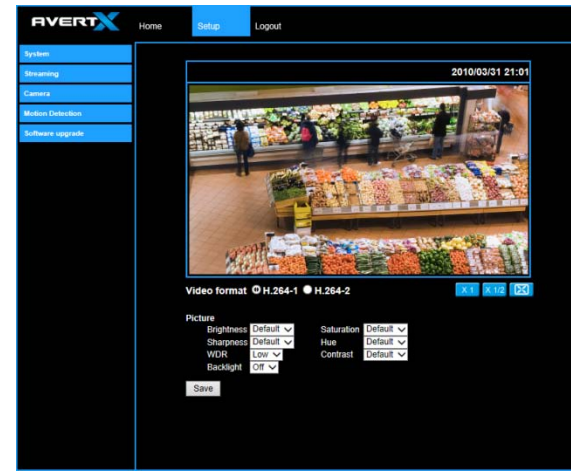 AVERTX Home Setup Logout
System
Streaming
Camera
Motion Detection
Software upgrade
2010/03/31 21:01
Video format H.264-1 H.264-2 X 1 X 1/2
Picture
Brightness Default Saturation Default
Sharpness Default Hue Default
WDR Low Contrast Default
Backlight Off
Save